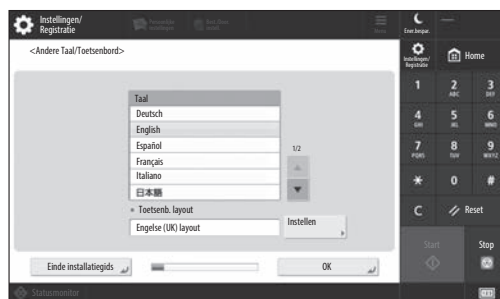 Instellingen/
Registratie
Menu
<Andere Taal/Toetsenbord>
Taal
Deutsch
English
Español
Français
Italiano
日本語
1/2
Toetsenb. layout
Engelse (UK) layout
Instellen
Einde installatiegids
OK
Statusmonitor
Ener.bespar.
Instellingen/
Registratie
Home
1
2
ABC
3
DEF
4
GHI
5
JKL
6
MNO
7
PQRS
8
TUV
9
WXYZ
*
0
#
C
Reset
Start
Stop